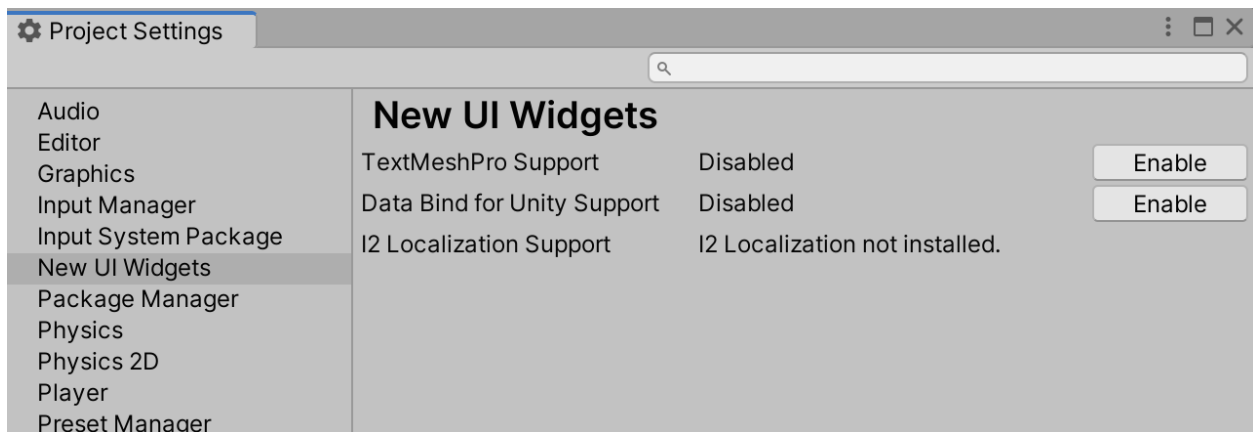 Project Settings
Audio
Editor
Graphics
Input Manager
Input System Package
New UI Widgets
Package Manager
Physics
Physics 2D
Player
Preset Manager
New UI Widgets
TextMeshPro Support Disabled Enable
Data Bind for Unity Support Disabled Enable
I2 Localization Support I2 Localization not installed.